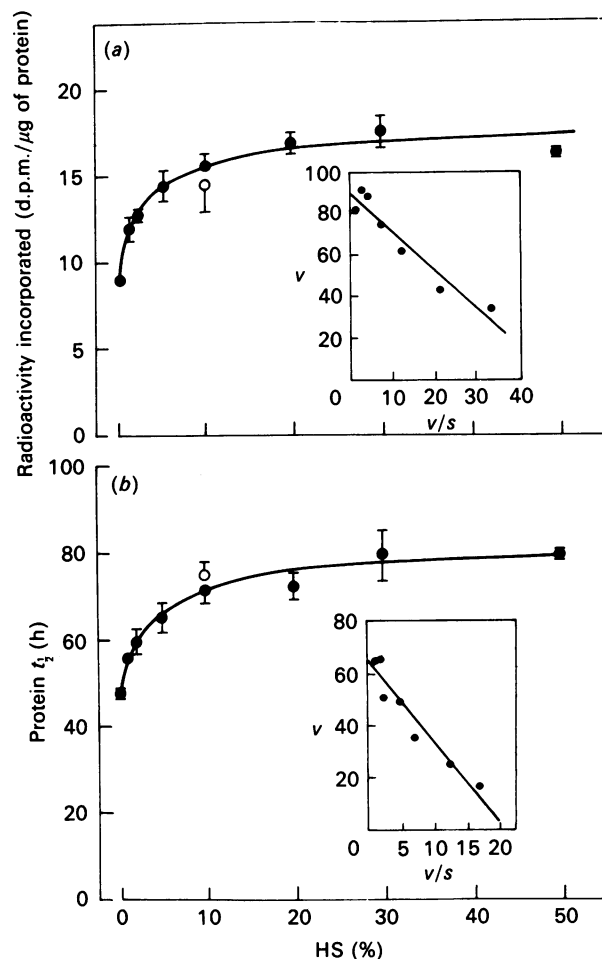 (a)
Radioactivity incorporated (d.p.m./μg of protein)
20
15
10
5
0
100
80
60
40
20
0
v
10 20 30 40
v/s
(b)
Protein t½ (h)
100
80
60
40
20
0
80
60
40
20
0
v
5 10 15 20
v/s
0 10 20 30 40 50
HS (%)